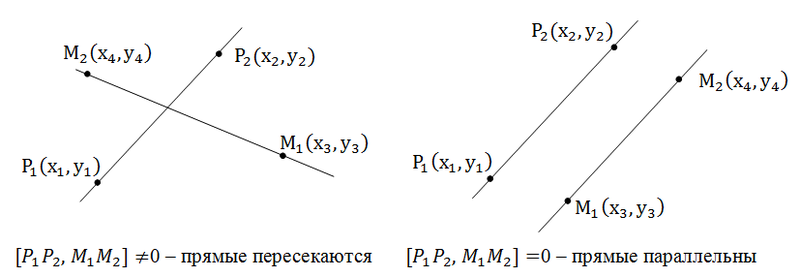 M₂(x₄,y₄)
P₂(x₂,y₂)
M₁(x₃,y₃)
P₁(x₁,y₁)
[P₁P₂, M₁M₂] ≠0 – прямые пересекаются
P₂(x₂,y₂)
M₂(x₄,y₄)
P₁(x₁,y₁)
M₁(x₃,y₃)
[P₁P₂, M₁M₂] =0 – прямые параллельны